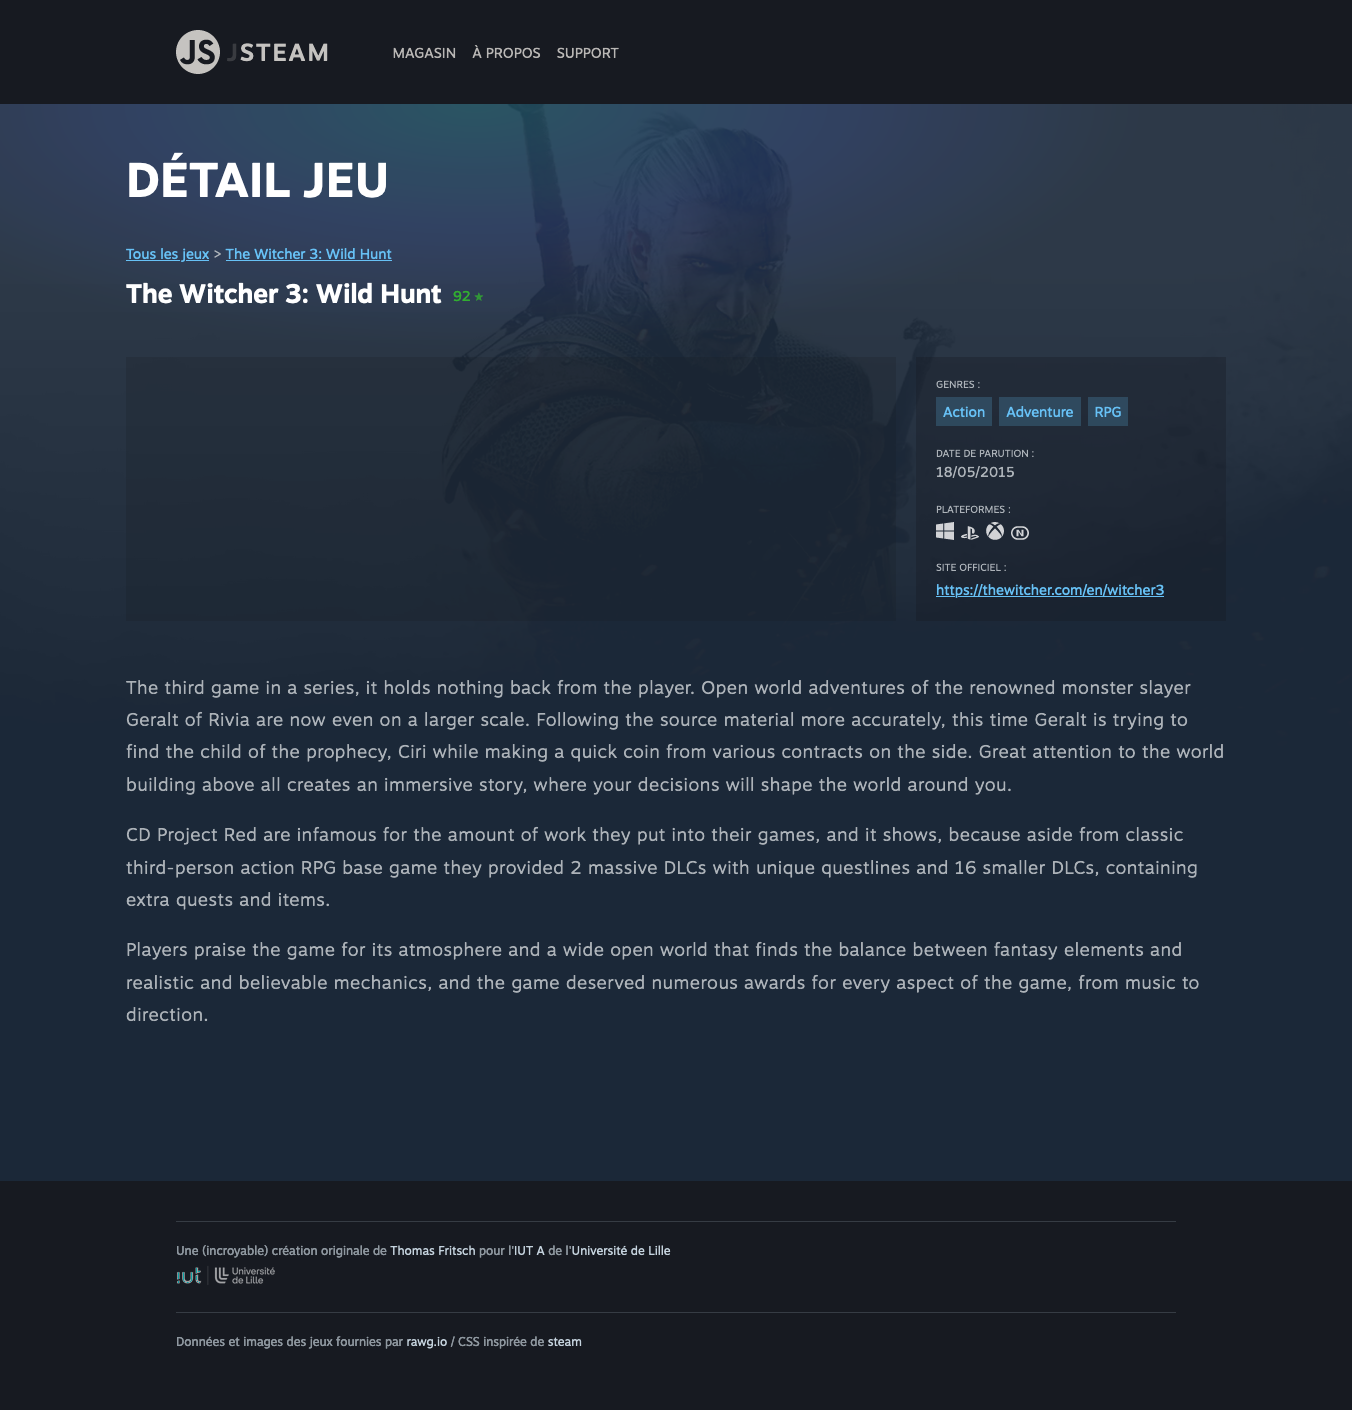 JS JSTEAM MAGASIN À PROPOS SUPPORT
DÉTAIL JEU
Tous les jeux > The Witcher 3: Wild Hunt
The Witcher 3: Wild Hunt 92 ★
GENRES :
Action Adventure RPG
DATE DE PARUTION :
18/05/2015
PLATEFORMES :
SITE OFFICIEL :
https://thewitcher.com/en/witcher3
The third game in a series, it holds nothing back from the player. Open world adventures of the renowned monster slayer
Geralt of Rivia are now even on a larger scale. Following the source material more accurately, this time Geralt is trying to
find the child of the prophecy, Ciri while making a quick coin from various contracts on the side. Great attention to the world
building above all creates an immersive story, where your decisions will shape the world around you.
CD Project Red are infamous for the amount of work they put into their games, and it shows, because aside from classic
third-person action RPG base game they provided 2 massive DLCs with unique questlines and 16 smaller DLCs, containing
extra quests and items.
Players praise the game for its atmosphere and a wide open world that finds the balance between fantasy elements and
realistic and believable mechanics, and the game deserved numerous awards for every aspect of the game, from music to
direction.
Une (incroyable) création originale de Thomas Fritsch pour l'IUT A de l'Université de Lille
iut Université
de Lille
Données et images des jeux fournies par rawg.io / CSS inspirée de steam